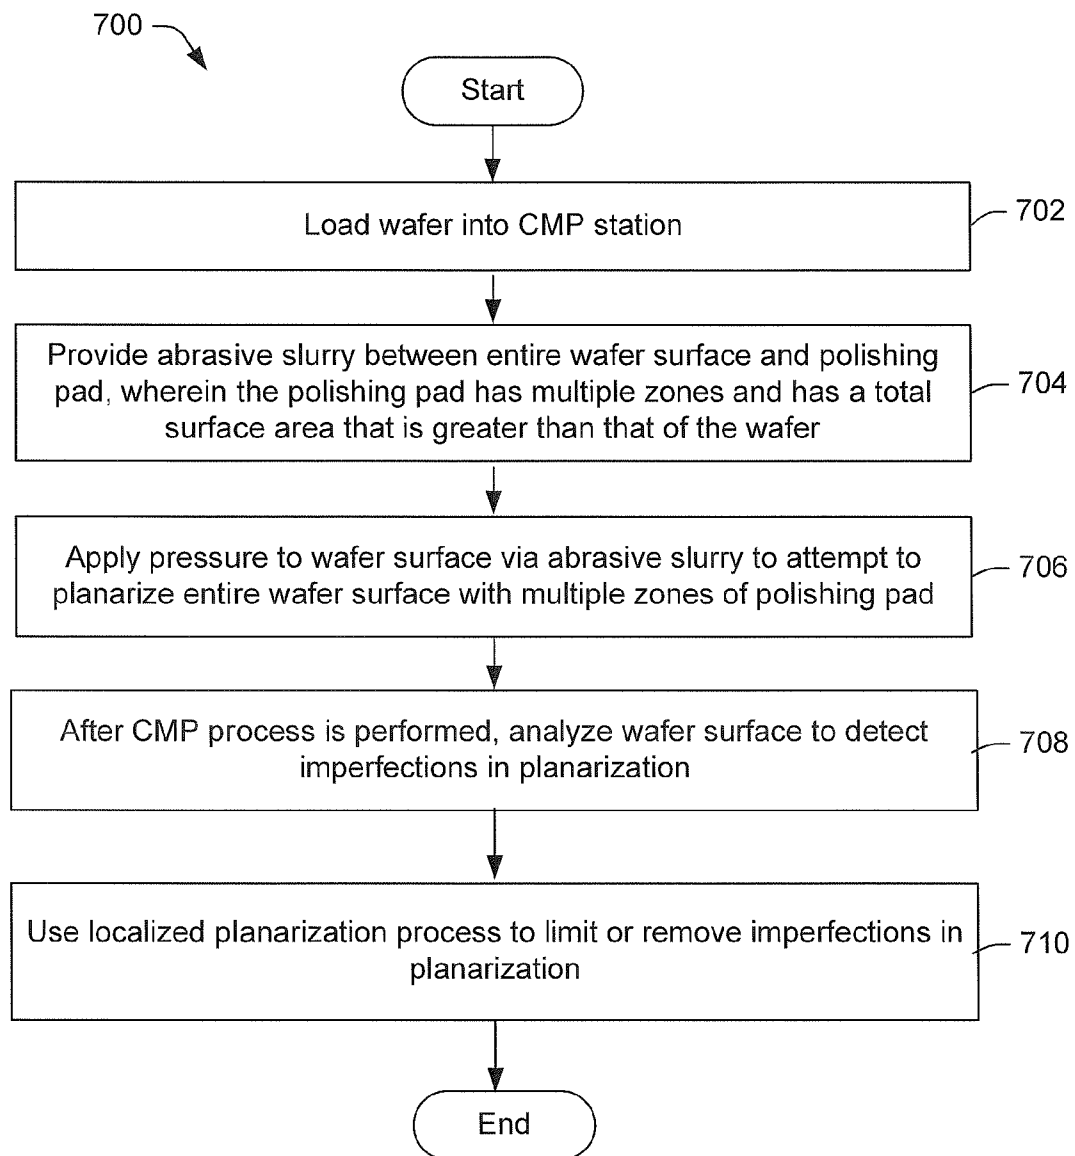 700
Start
Load wafer into CMP station
702
Provide abrasive slurry between entire wafer surface and polishing
pad, wherein the polishing pad has multiple zones and has a total
surface area that is greater than that of the wafer
704
Apply pressure to wafer surface via abrasive slurry to attempt to
planarize entire wafer surface with multiple zones of polishing pad
706
After CMP process is performed, analyze wafer surface to detect
imperfections in planarization
708
Use localized planarization process to limit or remove imperfections in
planarization
710
End